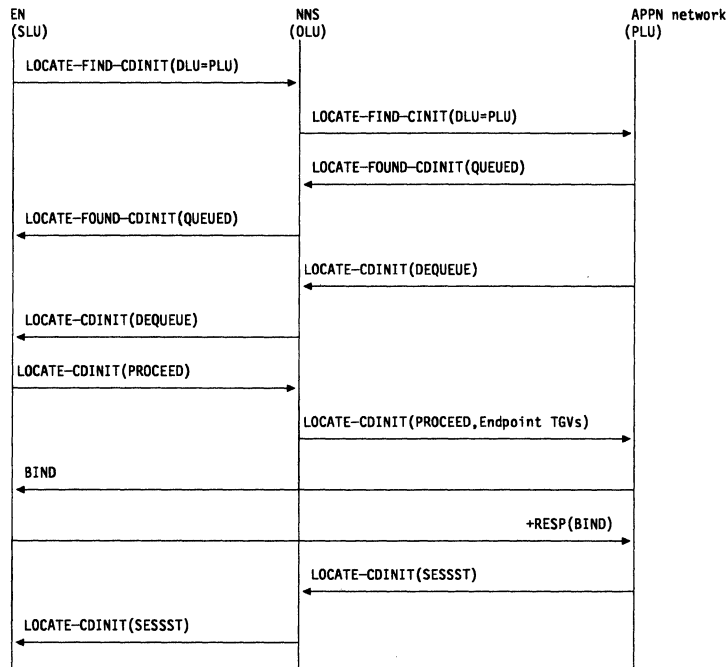 EN NNS APPN network
(SLU) (OLU) (PLU)
LOCATE-FIND-CDINIT(DLU=PLU)
LOCATE-FIND-CINIT(DLU=PLU)
LOCATE-FOUND-CDINIT(QUEUED)
LOCATE-FOUND-CDINIT(QUEUED)
LOCATE-CDINIT(DEQUEUE)
LOCATE-CDINIT(DEQUEUE)
LOCATE-CDINIT(PROCEED)
LOCATE-CDINIT(PROCEED,Endpoint TGVs)
BIND
+RESP(BIND)
LOCATE-CDINIT(SESSST)
LOCATE-CDINIT(SESSST)